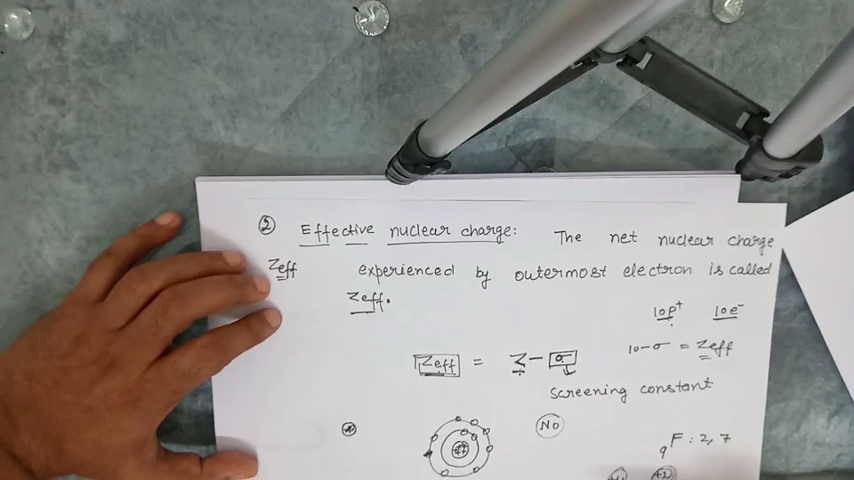 ② Effective nuclear charge: The net nuclear charge
Zeff experienced by outermost electron is called
Zeff.
10p⁺ 10e⁻
10-σ = Zeff
Zeff = Z - σ
Screening constant
No
₉F : 2, 7